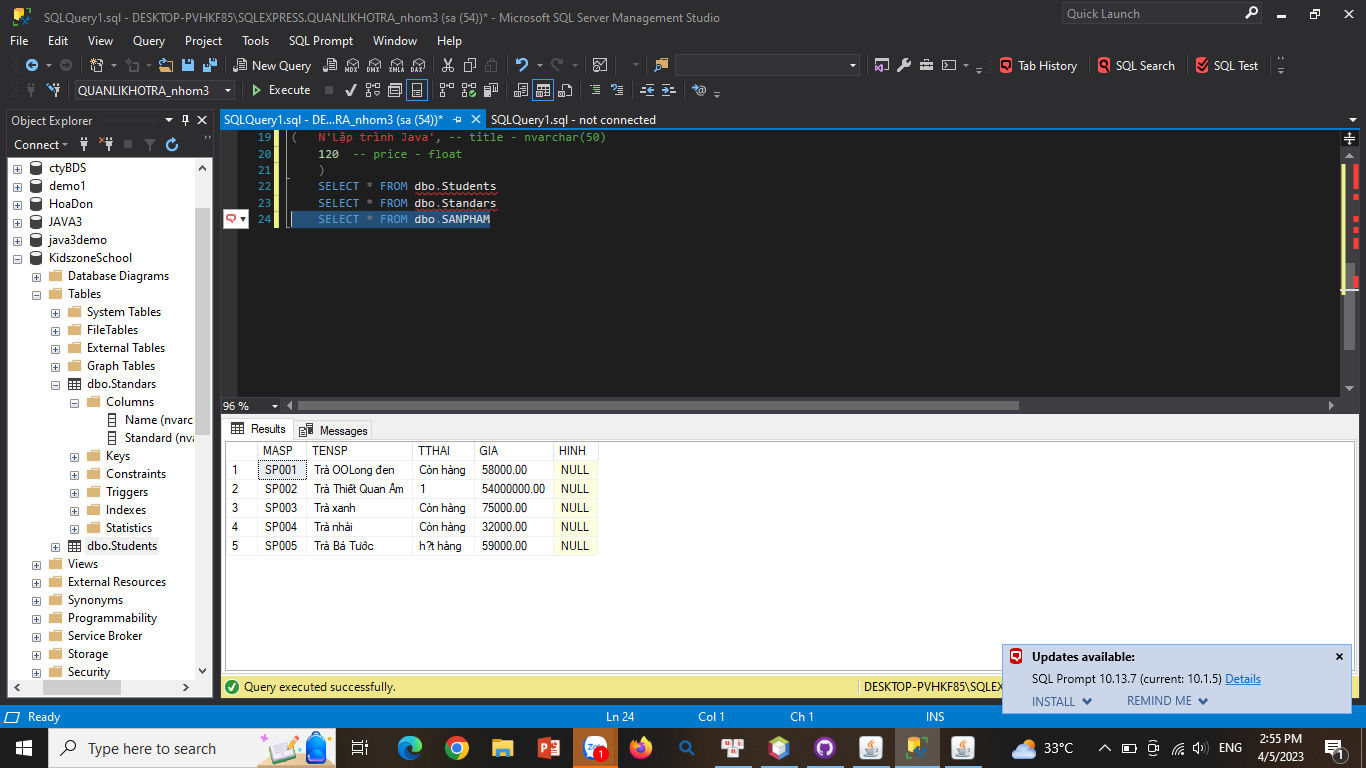 SQLQuery1.sql - DESKTOP-PVHKF85\SQLEXPRESS.QUANLIKHOTRA_nhom3 (sa (54))* - Microsoft SQL Server Management Studio
Quick Launch
File Edit View Query Project Tools SQL Prompt Window Help
New Query MDX DMX XMLA DAX Tab History SQL Search SQL Test
QUANLIKHOTRA_nhom3 Execute
Object Explorer
Connect
ctyBDS
demo1
HoaDon
JAVA3
java3demo
KidszoneSchool
Database Diagrams
Tables
System Tables
FileTables
External Tables
Graph Tables
dbo.Standars
Columns
Name (nvarc
Standard (nva
Keys
Constraints
Triggers
Indexes
Statistics
dbo.Students
Views
External Resources
Synonyms
Programmability
Service Broker
Storage
Security
SQLQuery1.sql - DE...RA_nhom3 (sa (54))* SQLQuery1.sql - not connected
19 ( N'Lập trình Java', -- title - nvarchar(50)
20 120 -- price - float
21 )
22 SELECT * FROM dbo.Students
23 SELECT * FROM dbo.Standars
24 SELECT * FROM dbo.SANPHAM
96 %
Results Messages
MASP TENSP TTHAI GIA HINH
1 SP001 Trà OOLong đen Còn hàng 58000.00 NULL
2 SP002 Trà Thiết Quan Âm 1 54000000.00 NULL
3 SP003 Trà xanh Còn hàng 75000.00 NULL
4 SP004 Trà nhài Còn hàng 32000.00 NULL
5 SP005 Trà Bá Tước h?t hàng 59000.00 NULL
Updates available:
SQL Prompt 10.13.7 (current: 10.1.5) Details
INSTALL REMIND ME
Query executed successfully. DESKTOP-PVHKF85\SQLEX
Ready Ln 24 Col 1 Ch 1 INS
Type here to search
Zalo 1
33°C
ENG
2:55 PM
4/5/2023
1